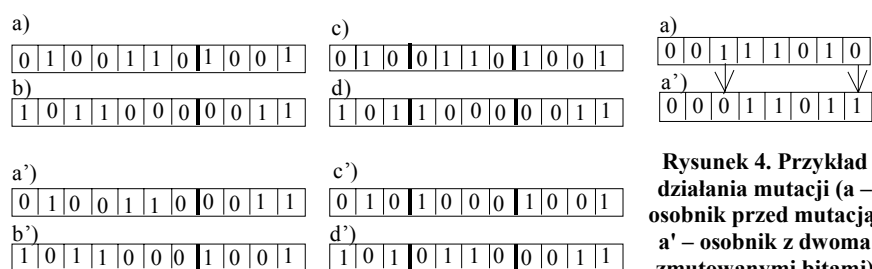 a)
0 1 0 0 1 1 0 1 0 0 1
b)
1 0 1 1 0 0 0 0 0 1 1
a’)
0 1 0 0 1 1 0 0 0 1 1
b’)
1 0 1 1 0 0 0 1 0 0 1
c)
0 1 0 0 1 1 0 1 0 0 1
d)
1 0 1 1 0 0 0 0 0 1 1
c’)
0 1 0 1 0 0 0 1 0 0 1
d’)
1 0 1 0 1 1 0 0 0 1 1
a)
0 0 1 1 1 0 1 0
a’)
0 0 0 1 1 0 1 1
Rysunek 4. Przykład
działania mutacji (a –
osobnik przed mutacją
a' – osobnik z dwoma
zmutowanymi bitami)